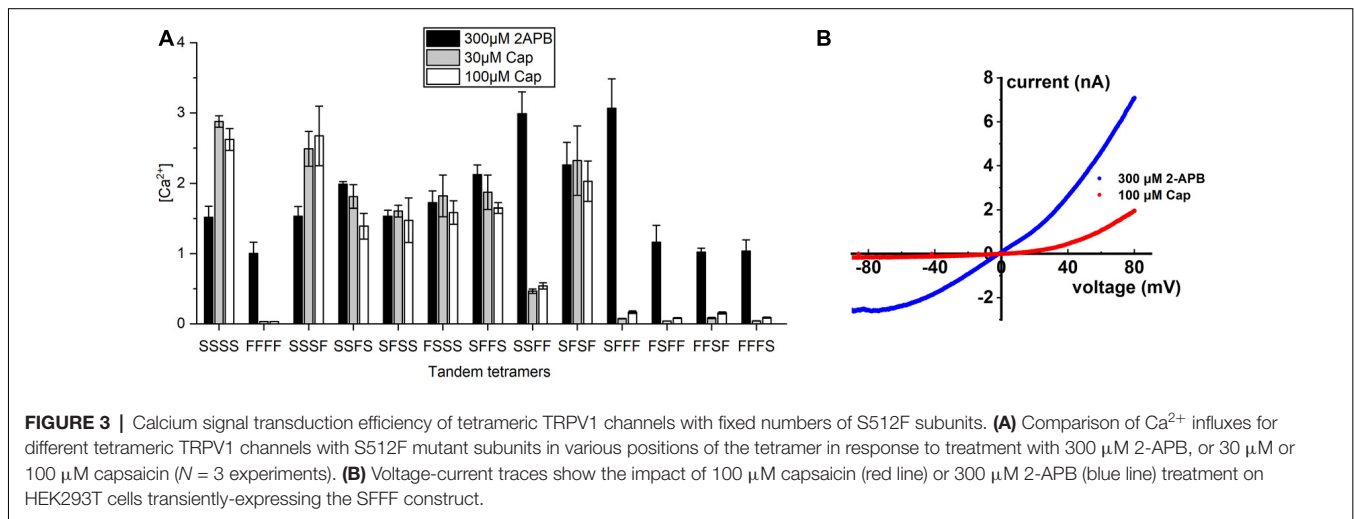 A
4
3
2
1
0
[Ca²⁺]
300µM 2APB
30µM Cap
100µM Cap
SSSS FFFF SSSF SSFS SFSS FSSS SFFS SSFF SFSF SFFF FSFF FFSF FFFS
Tandem tetramers
B
current (nA)
8
6
4
2
0
-2
-80 -40 0 40 80
voltage (mV)
300 µM 2-APB
100 µM Cap
FIGURE 3 | Calcium signal transduction efficiency of tetrameric TRPV1 channels with fixed numbers of S512F subunits. (A) Comparison of Ca²⁺ influxes for
different tetrameric TRPV1 channels with S512F mutant subunits in various positions of the tetramer in response to treatment with 300 µM 2-APB, or 30 µM or
100 µM capsaicin (N = 3 experiments). (B) Voltage-current traces show the impact of 100 µM capsaicin (red line) or 300 µM 2-APB (blue line) treatment on
HEK293T cells transiently-expressing the SFFF construct.